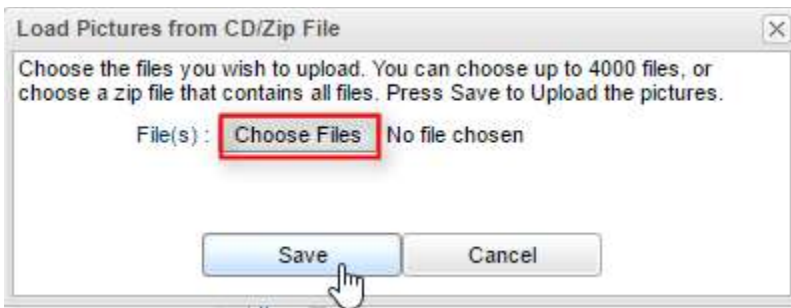 Load Pictures from CD/Zip File
Choose the files you wish to upload. You can choose up to 4000 files, or
choose a zip file that contains all files. Press Save to Upload the pictures.
File(s) : Choose Files No file chosen
Save Cancel